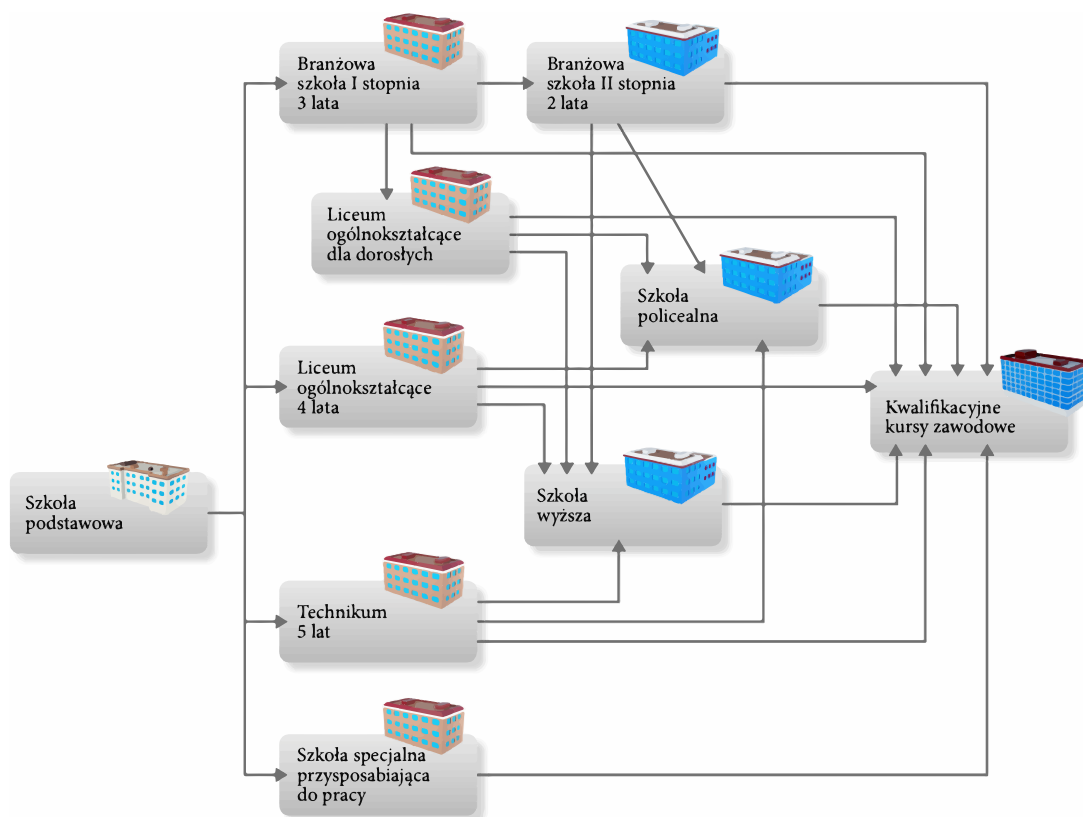 Branżowa
szkoła I stopnia
3 lata
Branżowa
szkoła II stopnia
2 lata
Liceum
ogólnokształcące
dla dorosłych
Szkoła
policealna
Liceum
ogólnokształcące
4 lata
Kwalifikacyjne
kursy zawodowe
Szkoła
podstawowa
Szkoła
wyższa
Technikum
5 lat
Szkoła specjalna
przysposabiająca
do pracy